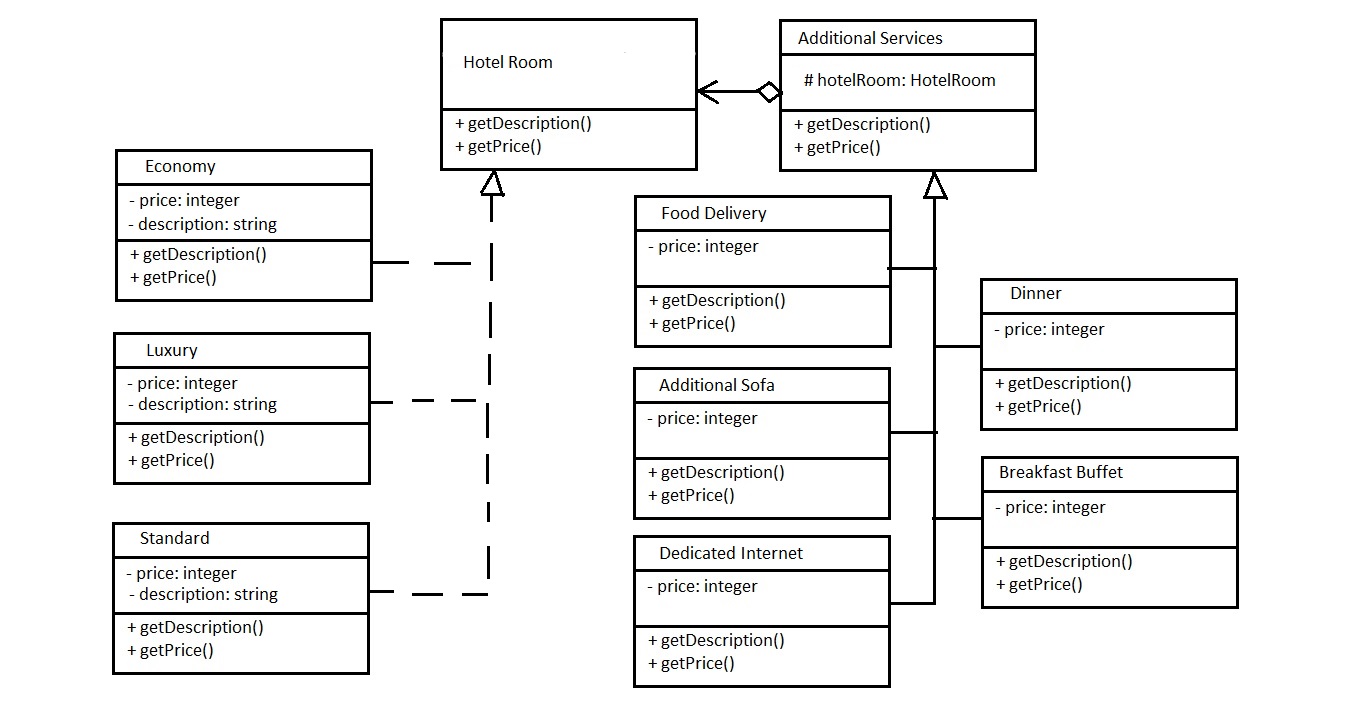 Hotel Room
+ getDescription()
+ getPrice()
Additional Services
# hotelRoom: HotelRoom
+ getDescription()
+ getPrice()
Economy
- price: integer
- description: string
+ getDescription()
+ getPrice()
Luxury
- price: integer
- description: string
+ getDescription()
+ getPrice()
Standard
- price: integer
- description: string
+ getDescription()
+ getPrice()
Food Delivery
- price: integer
+ getDescription()
+ getPrice()
Additional Sofa
- price: integer
+ getDescription()
+ getPrice()
Dedicated Internet
- price: integer
+ getDescription()
+ getPrice()
Dinner
- price: integer
+ getDescription()
+ getPrice()
Breakfast Buffet
- price: integer
+ getDescription()
+ getPrice()